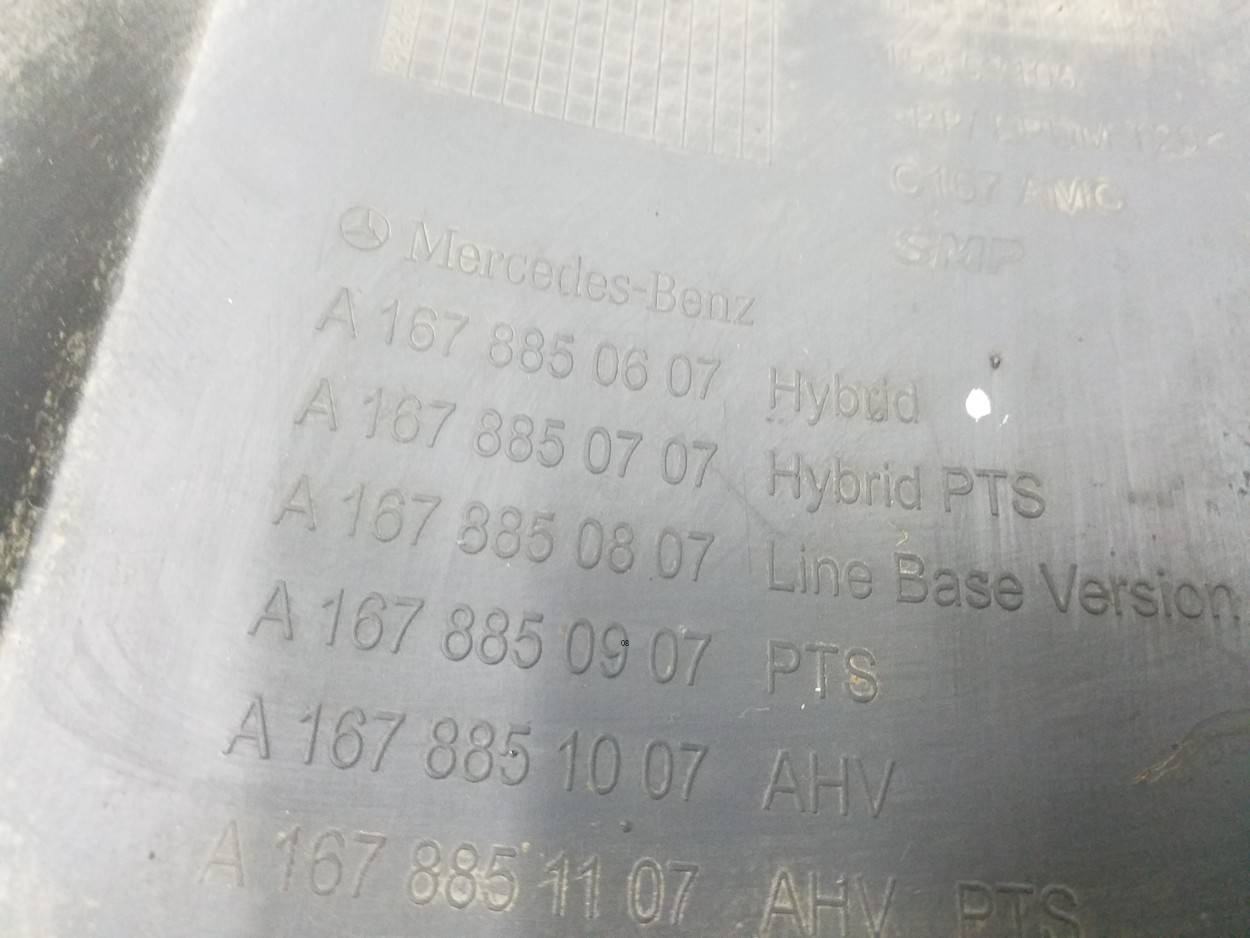 C167 AMG
SMP
Mercedes-Benz
A 167 885 06 07 Hybrid
A 167 885 07 07 Hybrid PTS
A 167 885 08 07 Line Base Version
A 167 885 09 07 PTS
08
A 167 885 10 07 AHV
A 167 885 11 07 AHV PTS